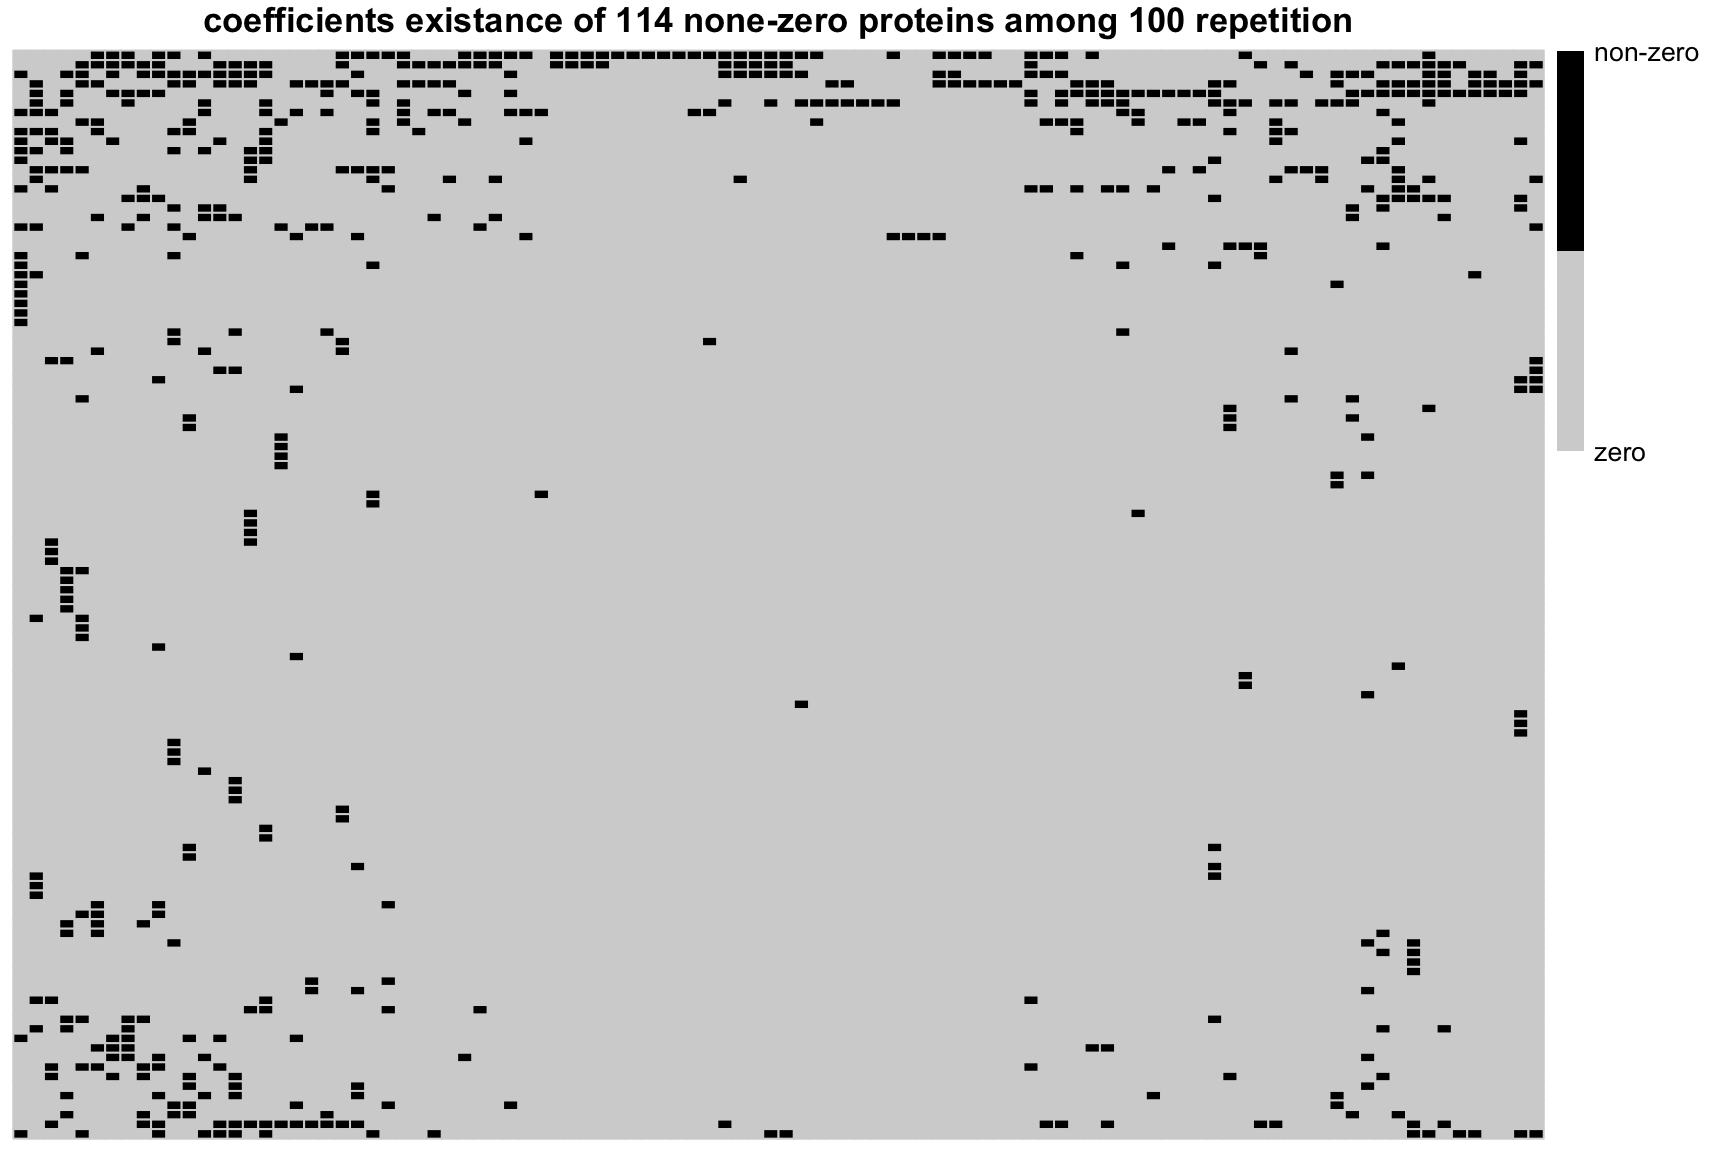 coefficients existance of 114 none-zero proteins among 100 repetition
non-zero
zero